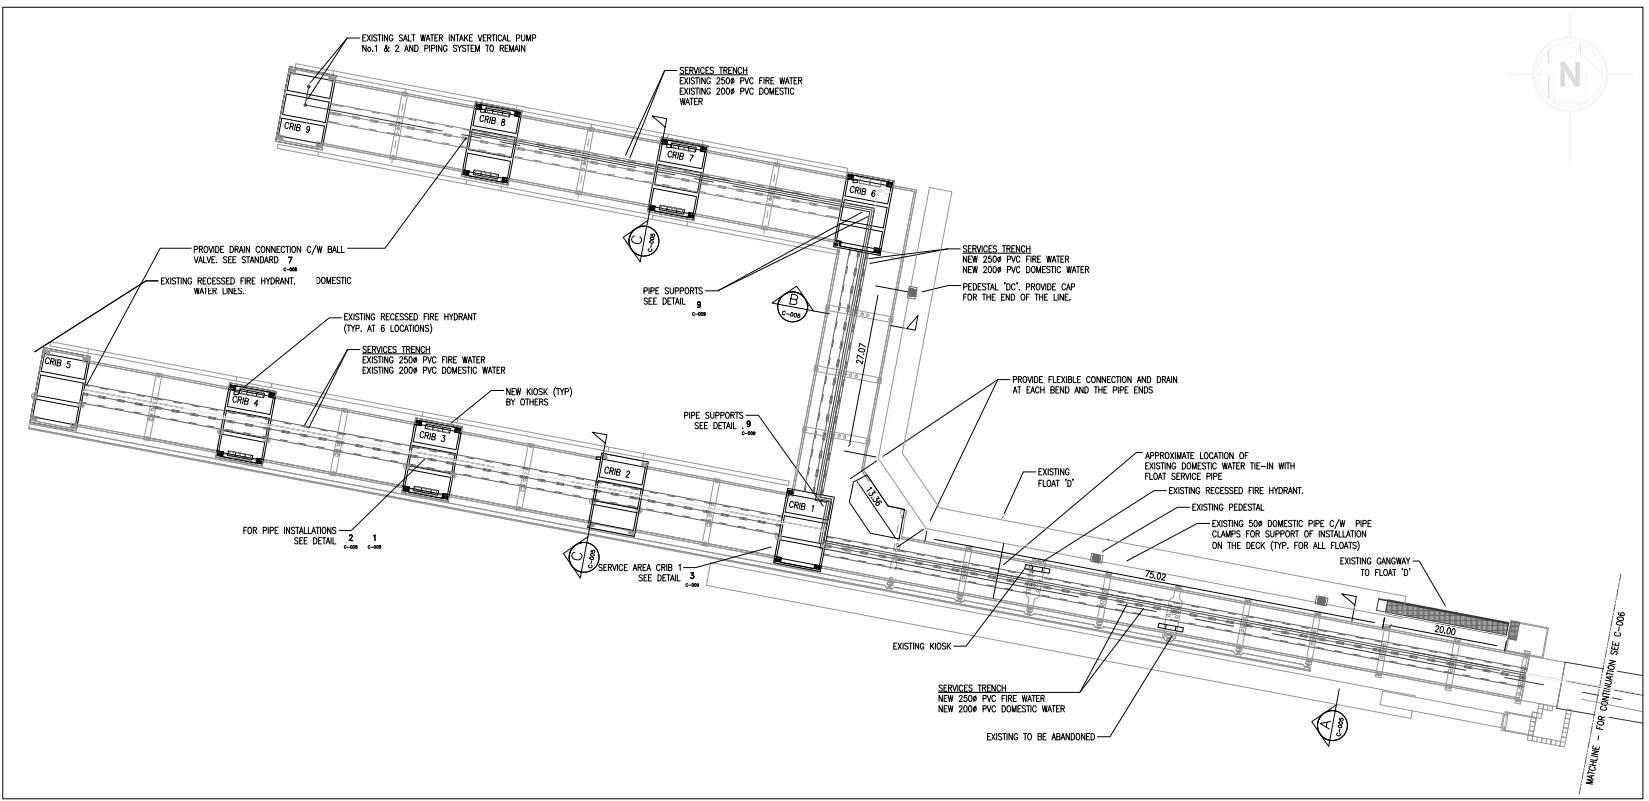 EXISTING SALT WATER INTAKE VERTICAL PUMP
No.1 & 2 AND PIPING SYSTEM TO REMAIN
SERVICES TRENCH
EXISTING 250ø PVC FIRE WATER
EXISTING 200ø PVC DOMESTIC
WATER
N
CRIB 9
CRIB 8
CRIB 7
CRIB 6
C
C-005
PROVIDE DRAIN CONNECTION C/W BALL
VALVE. SEE STANDARD 7
C-008
EXISTING RECESSED FIRE HYDRANT. DOMESTIC
WATER LINES.
SERVICES TRENCH
NEW 250ø PVC FIRE WATER
NEW 200ø PVC DOMESTIC WATER
PIPE SUPPORTS
SEE DETAIL 9
C-009
B
C-005
PEDESTAL 'DC'. PROVIDE CAP
FOR THE END OF THE LINE.
EXISTING RECESSED FIRE HYDRANT
(TYP. AT 6 LOCATIONS)
SERVICES TRENCH
EXISTING 250ø PVC FIRE WATER
EXISTING 200ø PVC DOMESTIC WATER
27.07
CRIB 5
CRIB 4
CRIB 3
CRIB 2
CRIB 1
NEW KIOSK (TYP)
BY OTHERS
PROVIDE FLEXIBLE CONNECTION AND DRAIN
AT EACH BEND AND THE PIPE ENDS
PIPE SUPPORTS
SEE DETAIL 9
C-009
EXISTING
FLOAT 'D'
APPROXIMATE LOCATION OF
EXISTING DOMESTIC WATER TIE-IN WITH
FLOAT SERVICE PIPE
13.36
EXISTING RECESSED FIRE HYDRANT.
EXISTING PEDESTAL
EXISTING 50ø DOMESTIC PIPE C/W PIPE
CLAMPS FOR SUPPORT OF INSTALLATION
ON THE DECK (TYP. FOR ALL FLOATS)
FOR PIPE INSTALLATIONS
SEE DETAIL 2 1
C-005 C-005
C
C-005
SERVICE AREA CRIB 1
SEE DETAIL 3
C-009
75.02
EXISTING GANGWAY
TO FLOAT 'D'
20.00
EXISTING KIOSK
SERVICES TRENCH
NEW 250ø PVC FIRE WATER
NEW 200ø PVC DOMESTIC WATER
EXISTING TO BE ABANDONED
A
C-005
MATCHLINE - FOR CONTINUATION SEE C-006